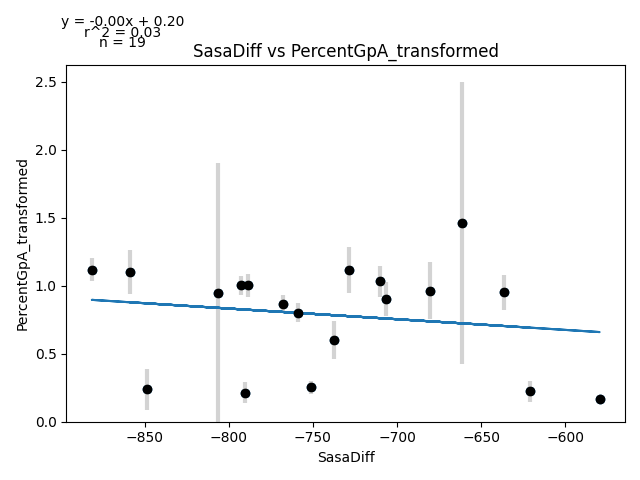 y = -0.00x + 0.20
r^2 = 0.03
n = 19
SasaDiff vs PercentGpA_transformed
PercentGpA_transformed
2.5
2.0
1.5
1.0
0.5
0.0
−850
−800
−750
−700
−650
−600
SasaDiff